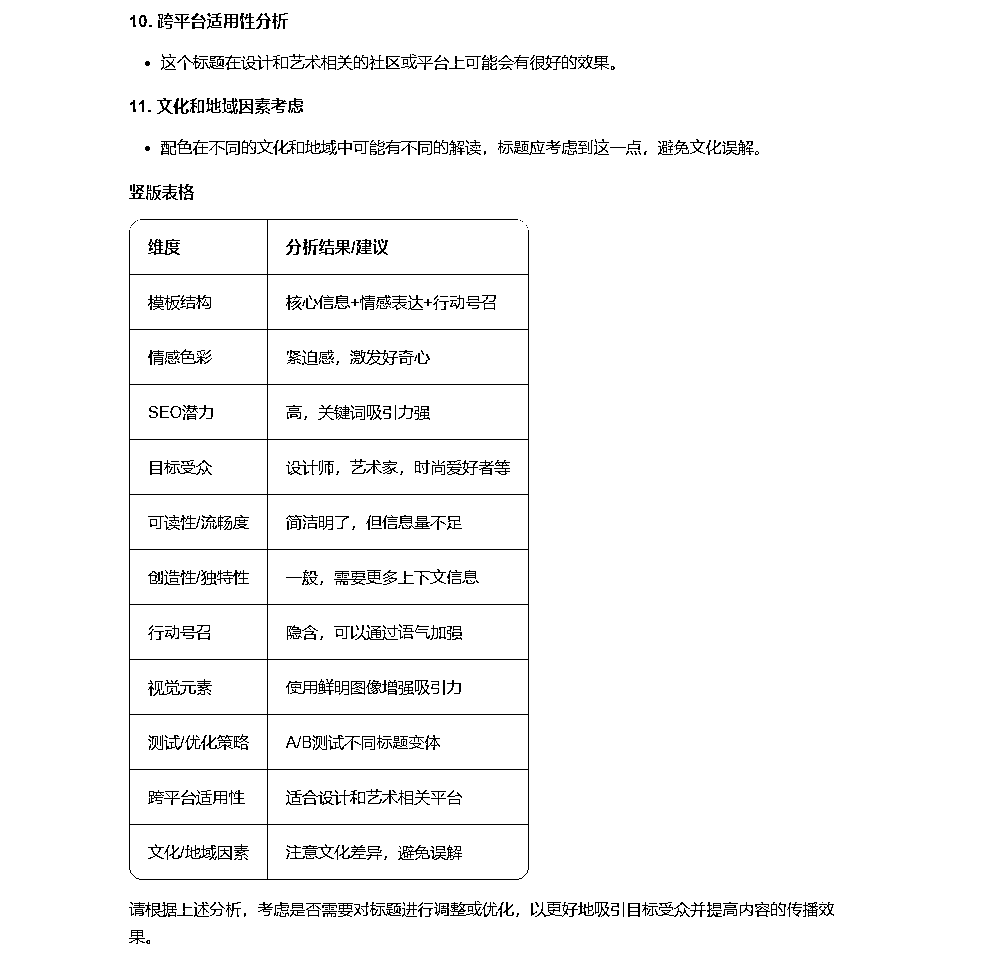 10. 跨平台适用性分析
• 这个标题在设计和艺术相关的社区或平台上可能会有很好的效果。
11. 文化和地域因素考虑
• 配色在不同的文化和地域中可能有不同的解读，标题应考虑到这一点，避免文化误解。
竖版表格
维度 分析结果/建议
模板结构 核心信息+情感表达+行动号召
情感色彩 紧迫感，激发好奇心
SEO潜力 高，关键词吸引力强
目标受众 设计师，艺术家，时尚爱好者等
可读性/流畅度 简洁明了，但信息量不足
创造性/独特性 一般，需要更多上下文信息
行动号召 隐含，可以通过语气加强
视觉元素 使用鲜明图像增强吸引力
测试/优化策略 A/B测试不同标题变体
跨平台适用性 适合设计和艺术相关平台
文化/地域因素 注意文化差异，避免误解
请根据上述分析，考虑是否需要对标题进行调整或优化，以更好地吸引目标受众并提高内容的传播效
果。